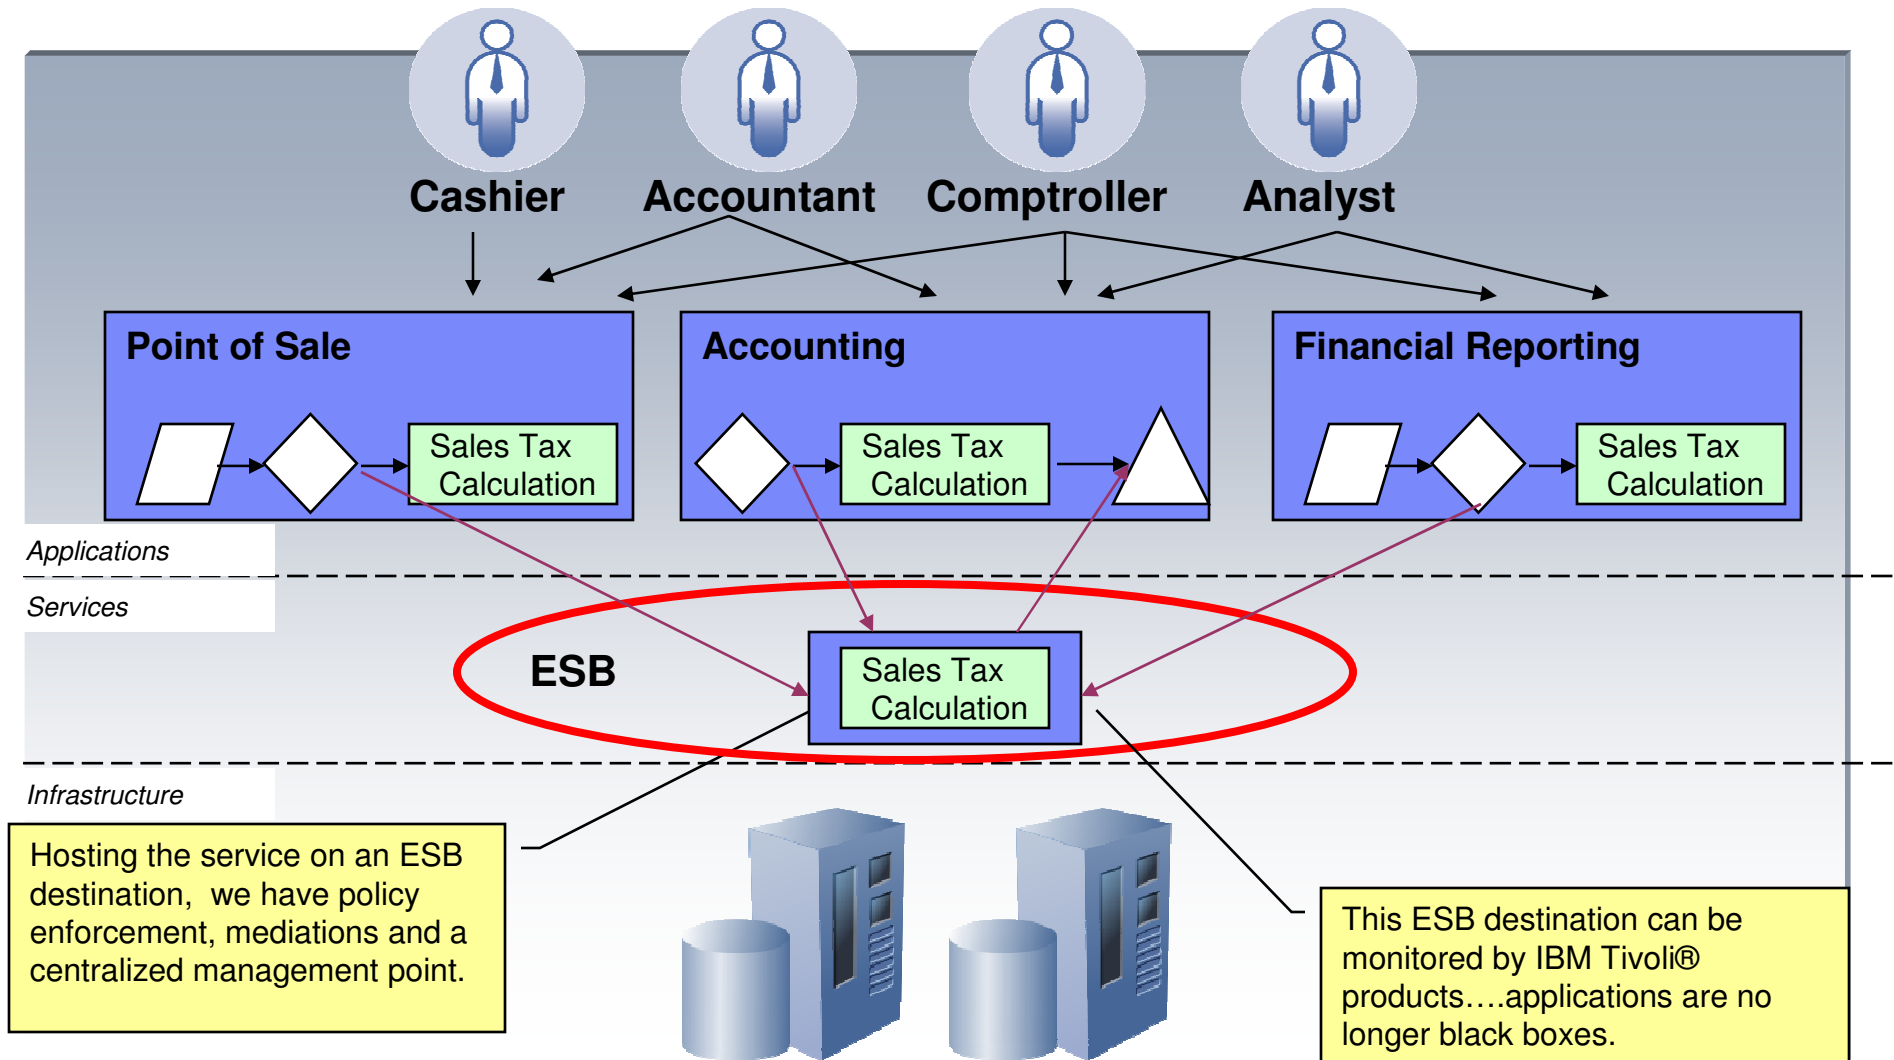 Cashier
Accountant
Comptroller
Analyst
Point of Sale
Accounting
Financial Reporting
Sales Tax
Calculation
Sales Tax
Calculation
Sales Tax
Calculation
Applications
Services
ESB
Sales Tax
Calculation
Infrastructure
Hosting the service on an ESB
destination, we have policy
enforcement, mediations and a
centralized management point.
This ESB destination can be
monitored by IBM Tivoli®
products….applications are no
longer black boxes.